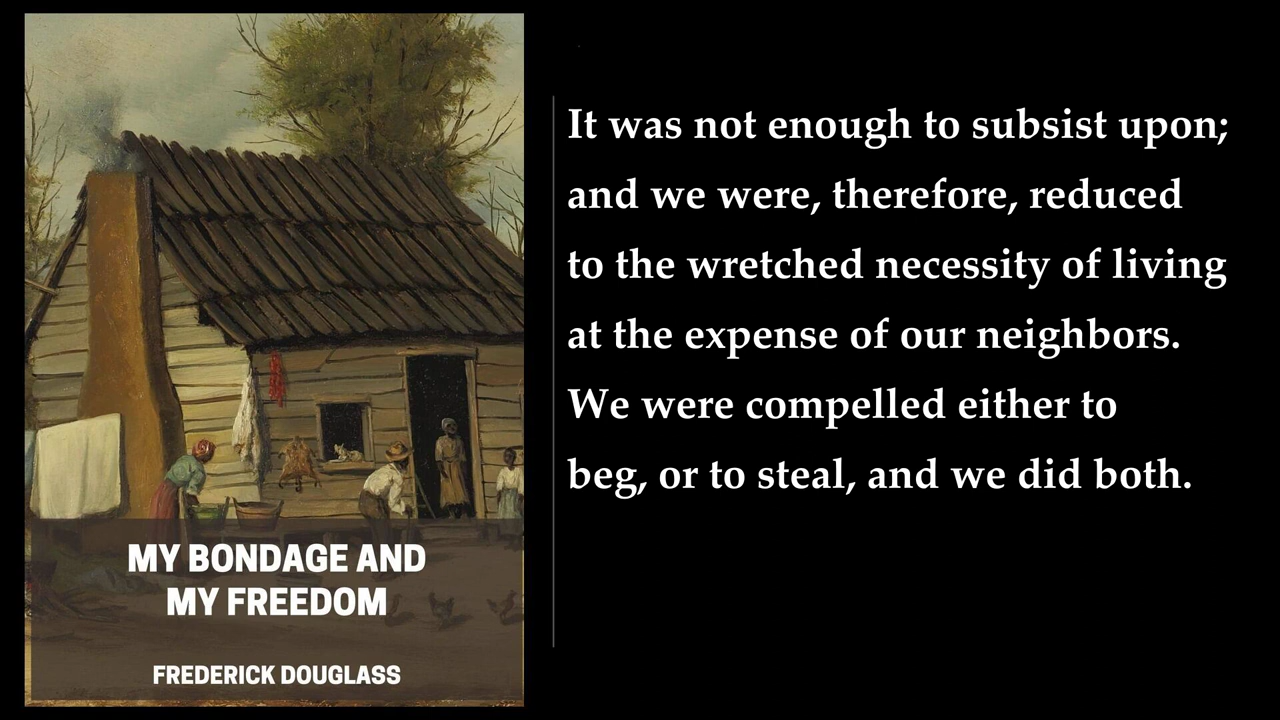 MY BONDAGE AND
MY FREEDOM
FREDERICK DOUGLASS
It was not enough to subsist upon;
and we were, therefore, reduced
to the wretched necessity of living
at the expense of our neighbors.
We were compelled either to
beg, or to steal, and we did both.